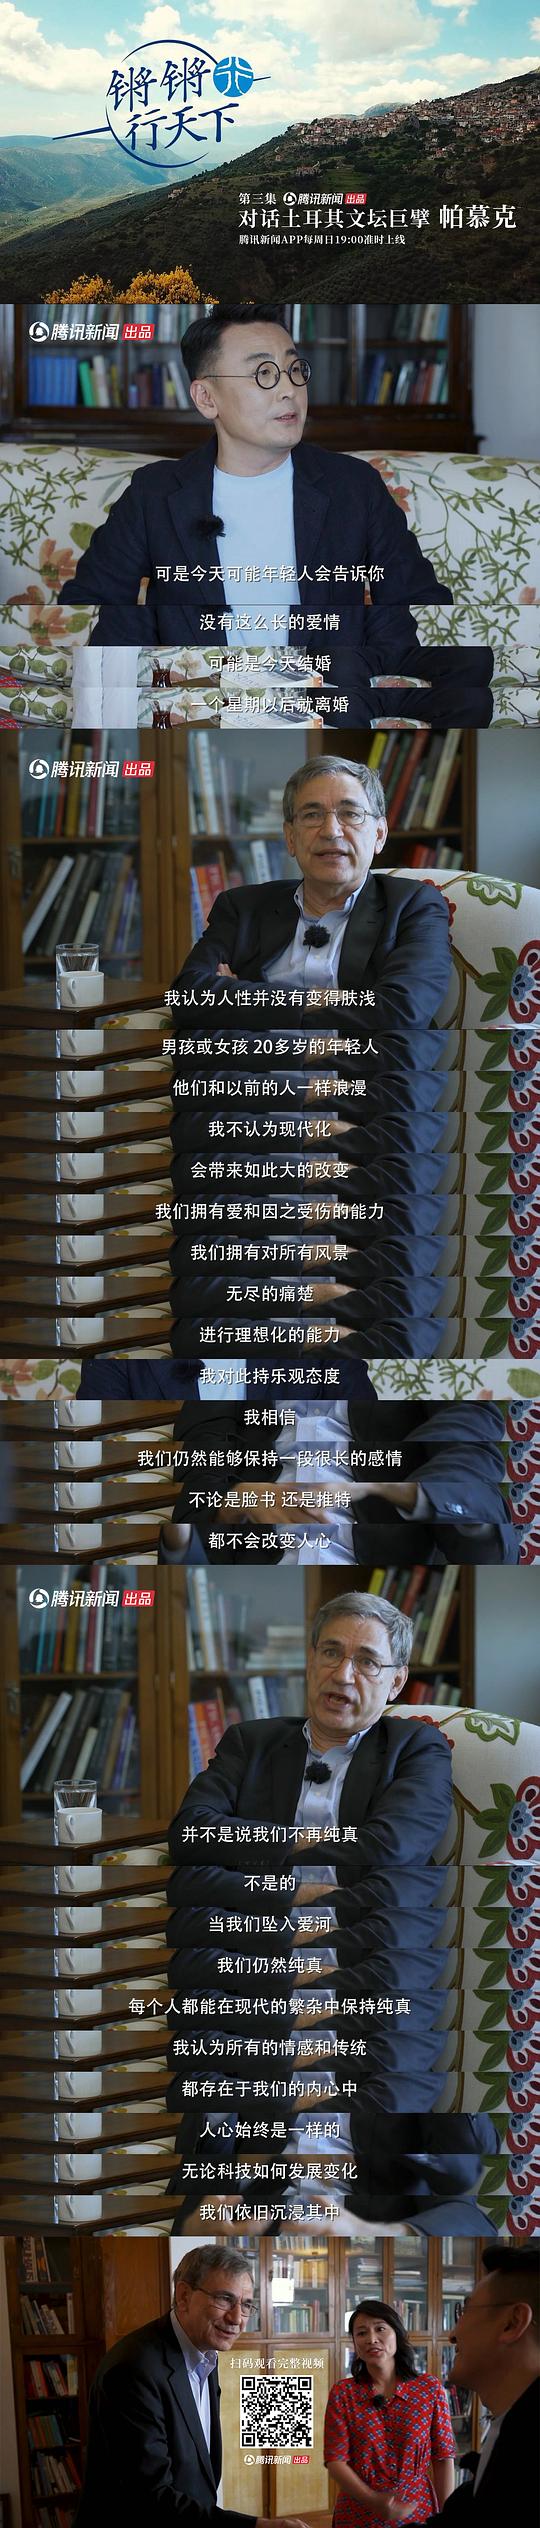 锵锵行天下
第三集 腾讯新闻 出品
对话土耳其文坛巨擘 帕慕克
腾讯新闻APP每周日19:00准时上线
腾讯新闻 出品
可是今天可能年轻人会告诉你
没有这么长的爱情
可能是今天结婚
一个星期以后就离婚
腾讯新闻 出品
我认为人性并没有变得肤浅
男孩或女孩 20多岁的年轻人
他们和以前的人一样浪漫
我不认为现代化
会带来如此大的改变
我们拥有爱和因之受伤的能力
我们拥有对所有风景
无尽的痛楚
进行理想化的能力
我对此持乐观态度
我相信
我们仍然能够保持一段很长的感情
不论是脸书 还是推特
都不会改变人心
腾讯新闻 出品
并不是说我们不再纯真
不是的
当我们坠入爱河
我们仍然纯真
每个人都能在现代的繁杂中保持纯真
我认为所有的情感和传统
都存在于我们的内心中
人心始终是一样的
无论科技如何发展变化
我们依旧沉浸其中
扫码观看完整视频
腾讯新闻 出品